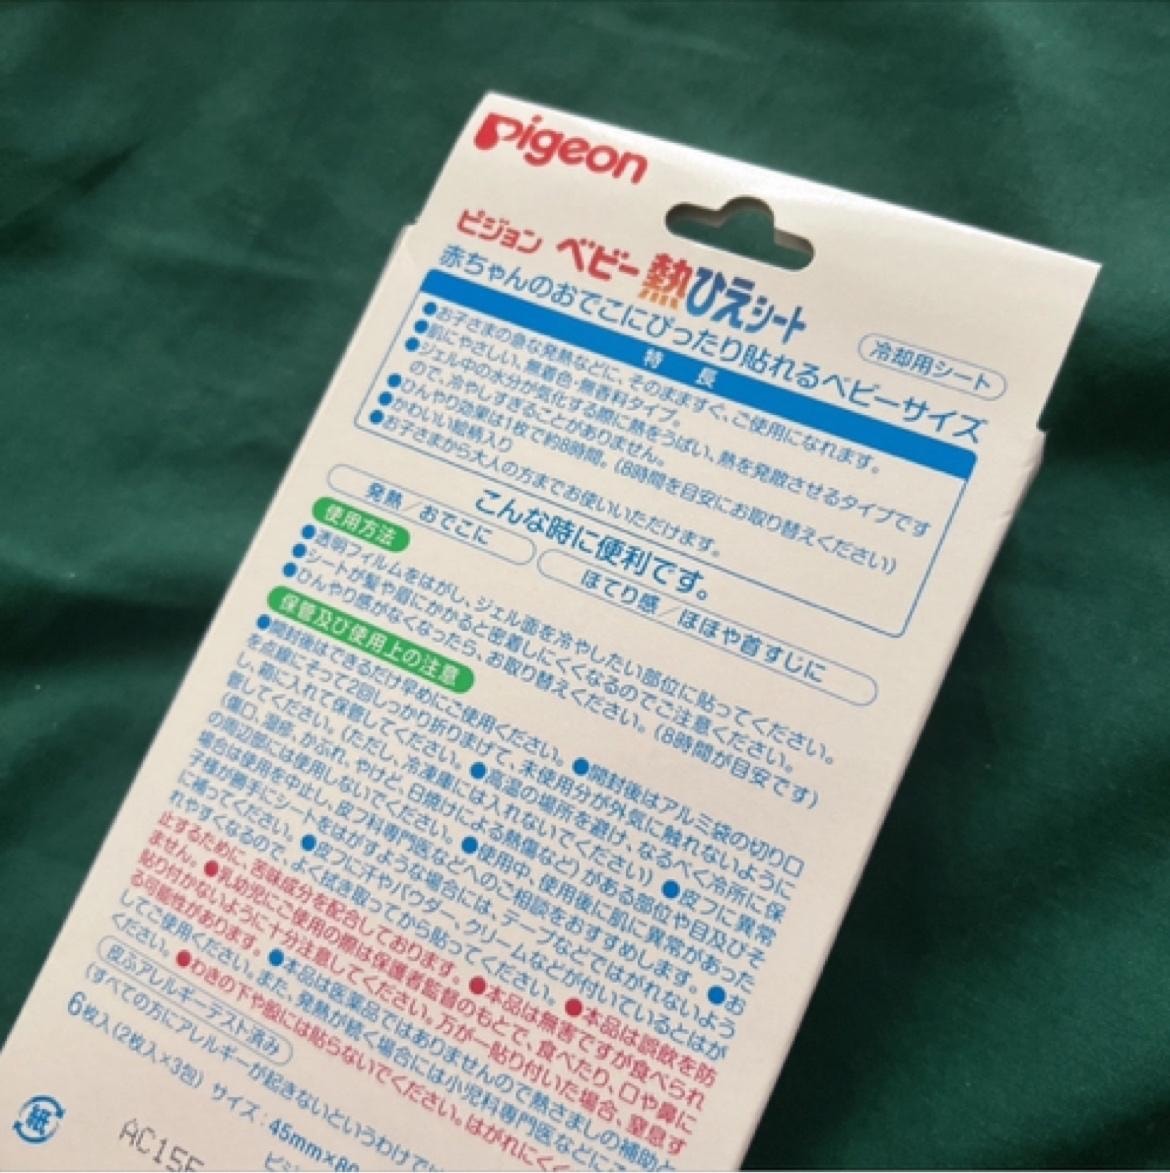 Pigeon
ピジョン ベビー 熱ひえシート
冷却用シート
赤ちゃんのおでこにぴったり貼れるベビーサイズ
特 長
●お子さまの急な発熱などに、そのまますぐ、ご使用になれます。
●肌にやさしい、無着色・無香料タイプ。
●ジェル中の水分が気化する際に熱をうばい、熱を発散させるタイプです
ので、冷やしすぎることがありません。
●ひんやり効果は1枚で約8時間。(8時間を目安にお取り替えください)
●かわいい絵柄入り
●お子さまから大人の方までお使いいただけます。
こんな時に便利です。
発熱/おでこに
ほてり感/ほほや首すじに
使用方法
●透明フィルムをはがし、ジェル面を冷やしたい部位に貼ってください。
●シートが髪や眉にかかると密着しにくくなるのでご注意ください。
●ひんやり感がなくなったら、お取り替えください。(8時間が目安です)
保管及び使用上の注意
●開封後はできるだけ早めにご使用ください。●開封後はアルミ袋の切り口
を点線にそって2回しっかり折りまげて、未使用分が外気に触れないように
し、箱に入れて保管してください。●高温の場所を避け、なるべく冷所に保
管してください。(ただし、冷凍庫には入れないでください)●皮フに異常
(傷口、湿疹、かぶれ、やけど、日焼けによる熱傷など)がある部位や目及びそ
の周辺部には使用しないでください。●使用中、使用後に肌に異常があった
場合は使用を中止し、皮フ科専門医などへのご相談をおすすめします。●お
子様が勝手にシートをはがすような場合には、テープなどではがれないよう
に補ってください。●皮フに汗やパウダー、クリームなどが付いているとはが
れやすくなるので、よく拭き取ってから貼ってください。●本品は誤飲を防
止するために、苦味成分を配合しております。●本品は無害ですが食べられ
ません。●乳幼児にご使用の際は保護者監督のもとで、食べたり、口や鼻に
貼り付かないように十分注意してください。万が一貼り付いた場合、窒息す
る可能性があります。●本品は医薬品ではありませんので熱さましの補助と
してご使用ください。また、発熱が続く場合には小児科専門医などにご
ください。●わきの下や股には貼らないでください。はがれにく
皮ふアレルギーテスト済み
(すべての方にアレルギーが起きないというわけでは
6枚入(2枚入×3包) サイズ：45mm×80
ピジ
紙
AC15F